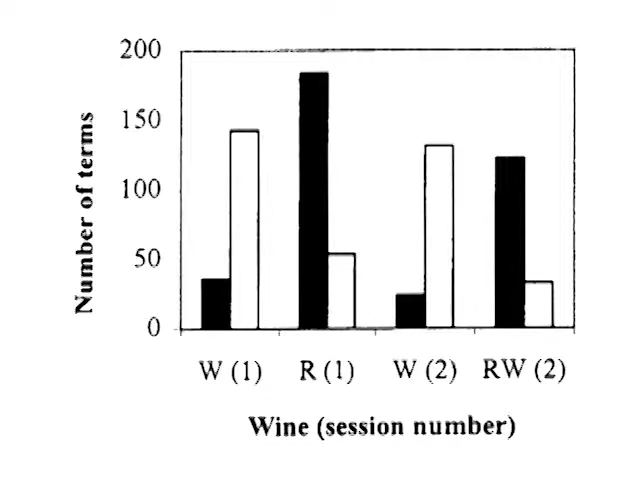 200
150
100
50
0
Number of terms
W (1) R (1) W (2) RW (2)
Wine (session number)